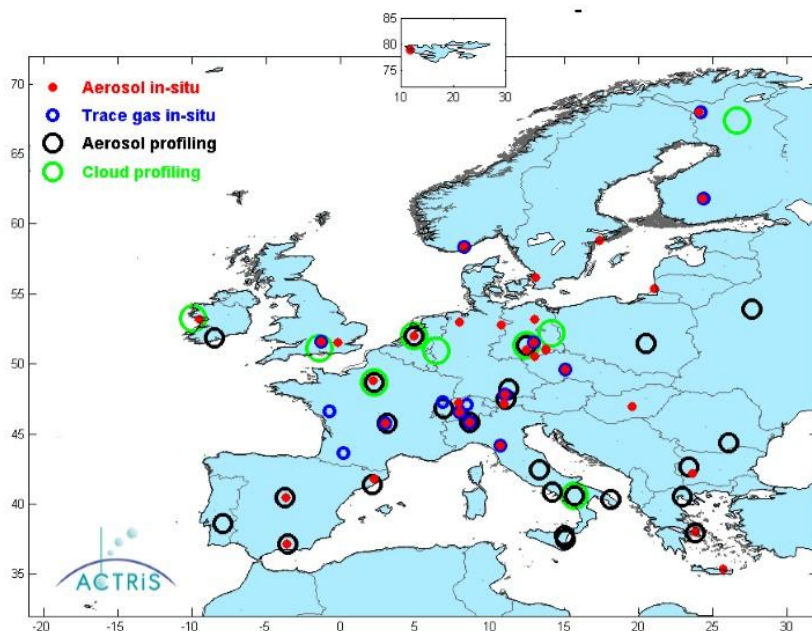 85
80
75
10 20 30
70
65
60
55
50
45
40
35
Aerosol in-situ
Trace gas in-situ
Aerosol profiling
Cloud profiling
ACTRiS
-20 -15 -10 -5 0 5 10 15 20 25 30